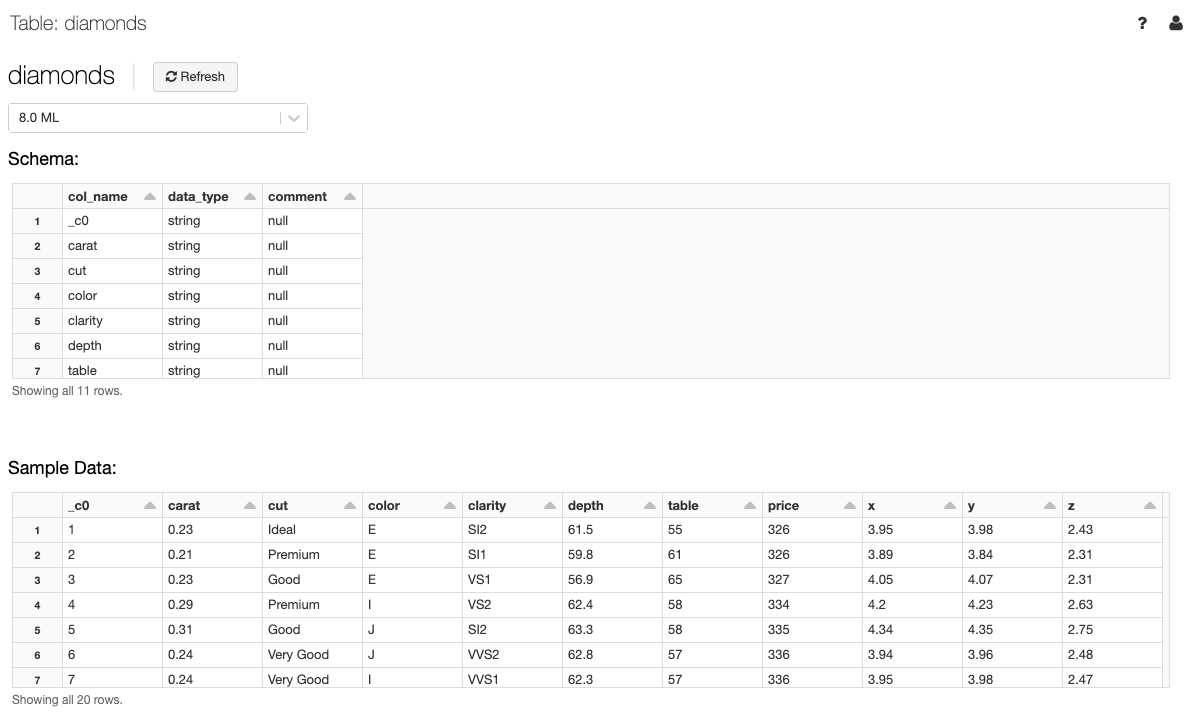 Table: diamonds ?
diamonds Refresh
8.0 ML
Schema:
col_name data_type comment
1 _c0 string null
2 carat string null
3 cut string null
4 color string null
5 clarity string null
6 depth string null
7 table string null
Showing all 11 rows.
Sample Data:
_c0 carat cut color clarity depth table price x y z
1 1 0.23 Ideal E SI2 61.5 55 326 3.95 3.98 2.43
2 2 0.21 Premium E SI1 59.8 61 326 3.89 3.84 2.31
3 3 0.23 Good E VS1 56.9 65 327 4.05 4.07 2.31
4 4 0.29 Premium I VS2 62.4 58 334 4.2 4.23 2.63
5 5 0.31 Good J SI2 63.3 58 335 4.34 4.35 2.75
6 6 0.24 Very Good J VVS2 62.8 57 336 3.94 3.96 2.48
7 7 0.24 Very Good I VVS1 62.3 57 336 3.95 3.98 2.47
Showing all 20 rows.